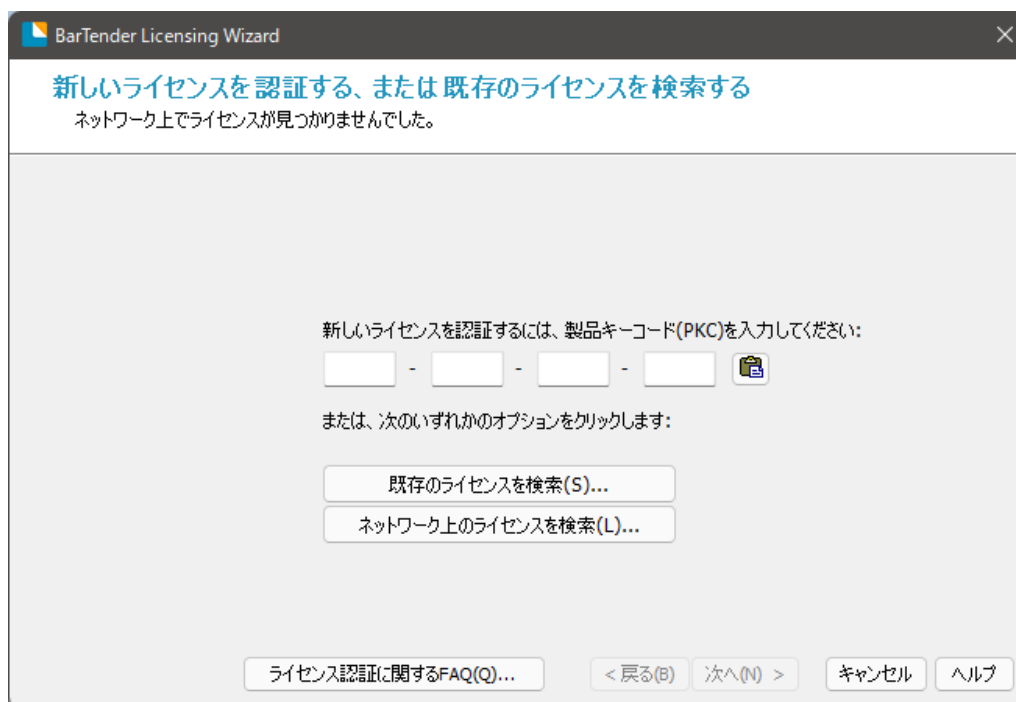 BarTender Licensing Wizard
新しいライセンスを認証する、または既存のライセンスを検索する
ネットワーク上でライセンスが見つかりませんでした。
新しいライセンスを認証するには、製品キーコード(PKC)を入力してください:
- - -
または、次のいずれかのオプションをクリックします:
既存のライセンスを検索(S)...
ネットワーク上のライセンスを検索(L)...
ライセンス認証に関するFAQ(Q)... < 戻る(B) 次へ(N) > キャンセル ヘルプ